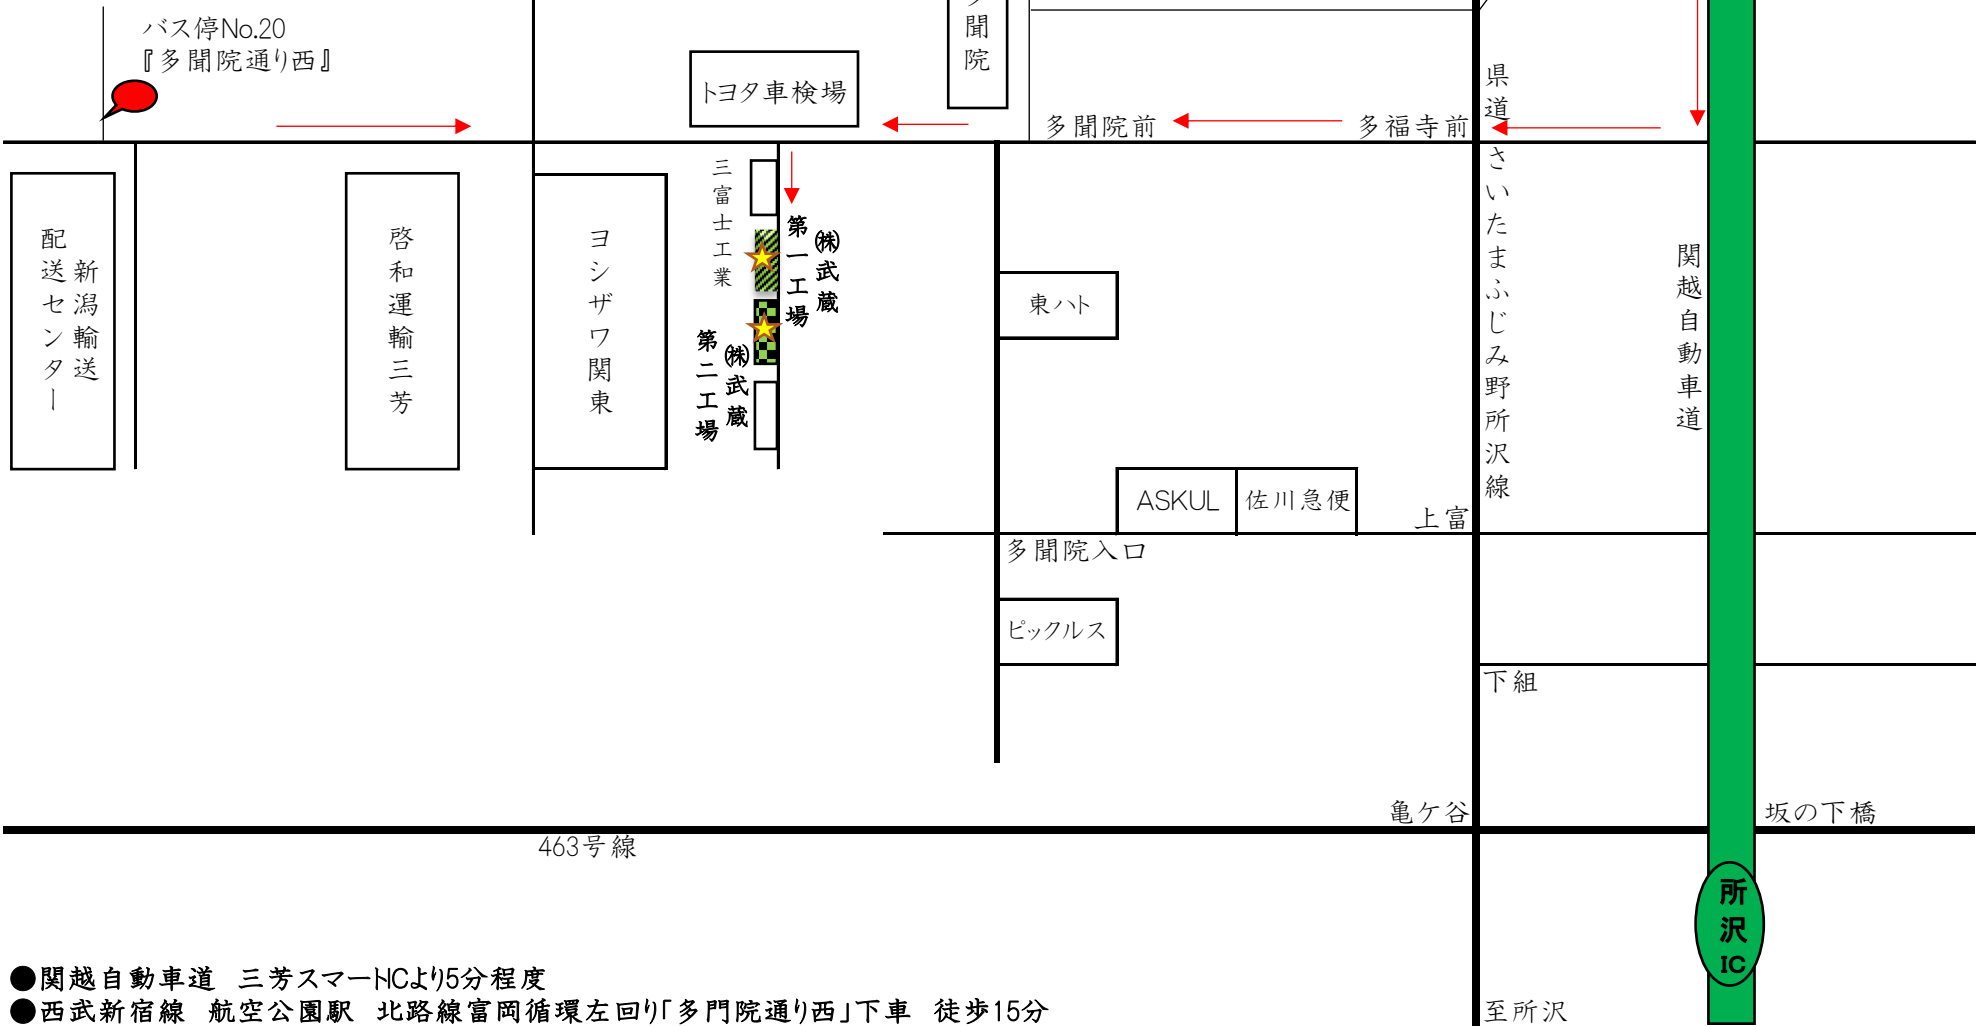 バス停No.20
『多聞院通り西』
聞院
トヨタ車検場
多聞院前
多福寺前
県道さいたまふじみ野所沢線
関越自動車道
新潟輸送
配送センター
啓和運輸三芳
ヨシザワ関東
三富士工業
㈱武蔵
第一工場
㈱武蔵
第二工場
東ハト
ASKUL
佐川急便
上富
多聞院入口
ピックルス
下組
亀ケ谷
坂の下橋
463号線
所沢IC
●関越自動車道　三芳スマートICより5分程度
●西武新宿線　航空公園駅　北路線富岡循環左回り「多門院通り西」下車　徒歩15分
至所沢